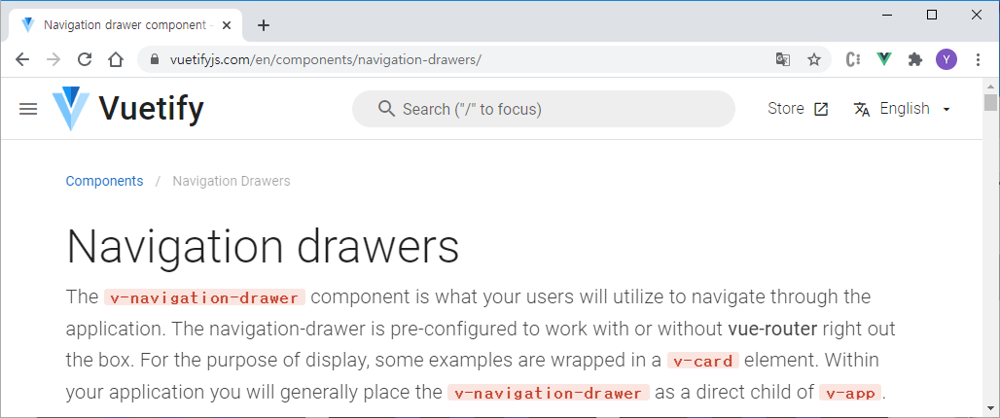 Navigation drawer component -
Y
vuetifyjs.com/en/components/navigation-drawers/
Vuetify
Search ("/" to focus)
Store
English
Components / Navigation Drawers
Navigation drawers
The v-navigation-drawer component is what your users will utilize to navigate through the
application. The navigation-drawer is pre-configured to work with or without vue-router right out
the box. For the purpose of display, some examples are wrapped in a v-card element. Within
your application you will generally place the v-navigation-drawer as a direct child of v-app.